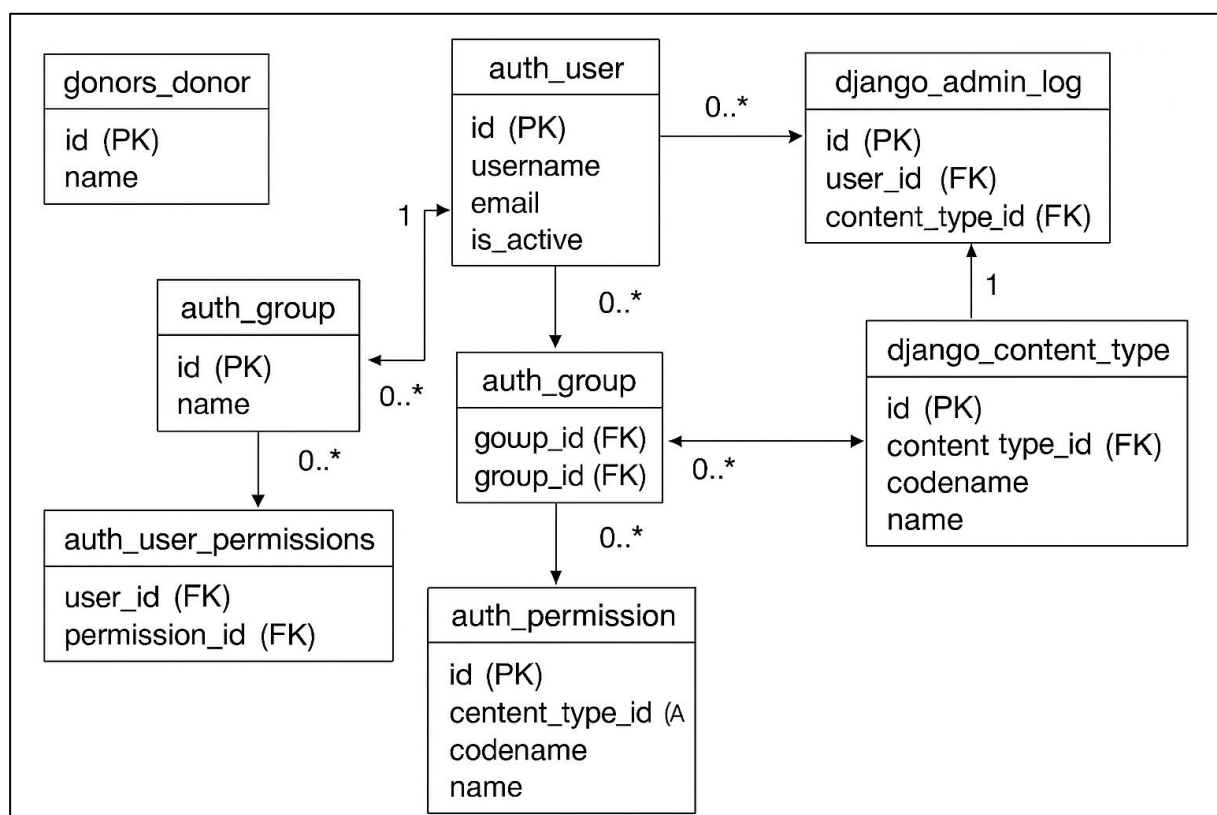 gonors_donor
id (PK)
name
auth_user
id (PK)
username
email
is_active
0..*
django_admin_log
id (PK)
user_id (FK)
content_type_id (FK)
1
1
auth_group
id (PK)
name
0..*
0..*
auth_group
gowp_id (FK)
group_id (FK)
0..*
django_content_type
id (PK)
content type_id (FK)
codename
name
0..*
auth_user_permissions
user_id (FK)
permission_id (FK)
0..*
auth_permission
id (PK)
centent_type_id (A
codename
name